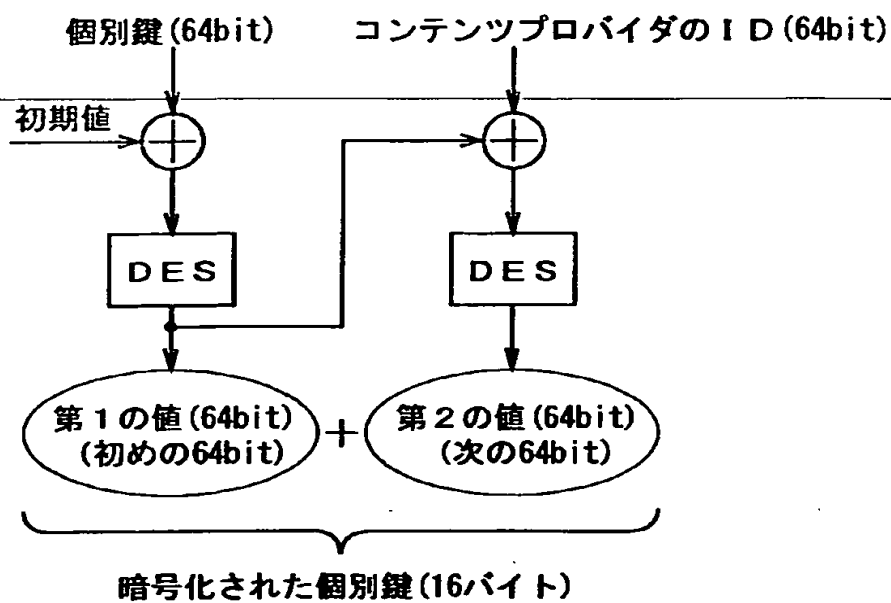 個別鍵(64bit)
コンテンツプロバイダのID(64bit)
初期値
DES
DES
第1の値(64bit)
(初めの64bit)
+
第2の値(64bit)
(次の64bit)
暗号化された個別鍵(16バイト)